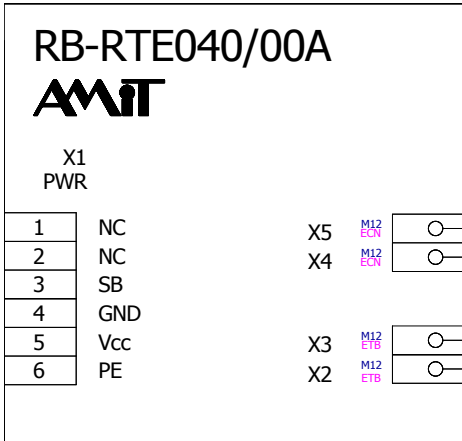 RB-RTE040/00A
AMiT
X1
PWR
1 NC
2 NC
3 SB
4 GND
5 Vcc
6 PE
X5 M12 ECN
X4 M12 ECN
X3 M12 ETB
X2 M12 ETB